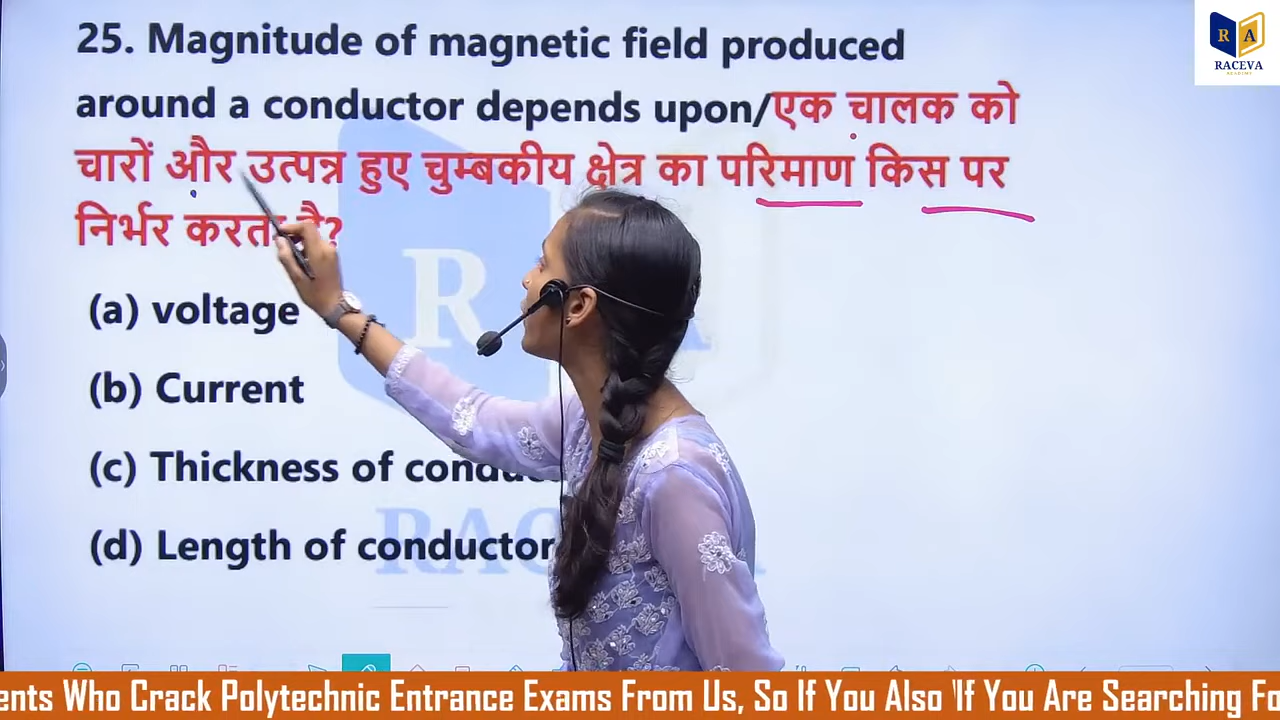 25. Magnitude of magnetic field produced
around a conductor depends upon/एक चालक को
चारों और उत्पन्न हुए चुम्बकीय क्षेत्र का परिमाण किस पर
निर्भर करता है?
(a) voltage
(b) Current
(c) Thickness of
(d) Length of conductor
R A
RACEVA
ACADEMY
ents Who Crack Polytechnic Entrance Exams From Us, So If You Also 'If You Are Searching Fo